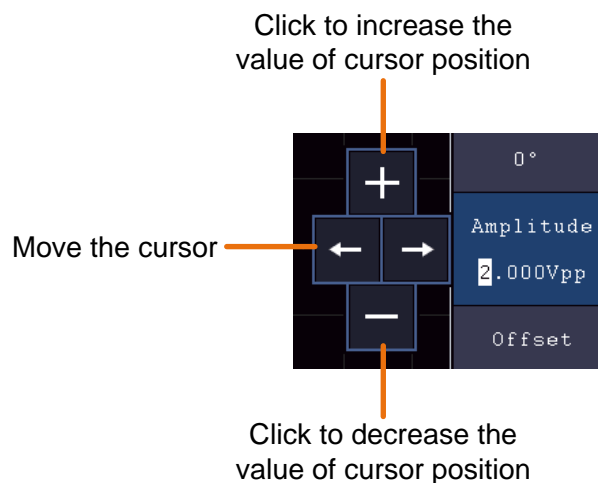 Click to increase the
value of cursor position
0°
Amplitude
Move the cursor
2.000Vpp
Offset
Click to decrease the
value of cursor position